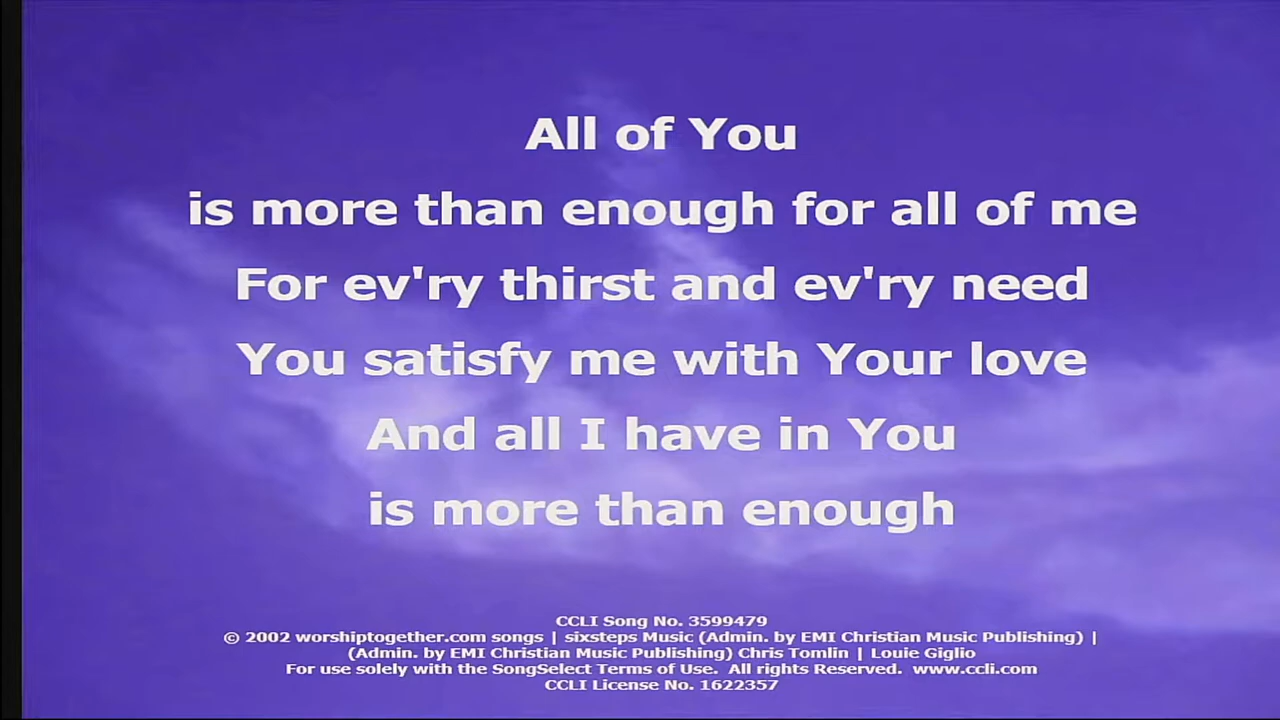 All of You
is more than enough for all of me
For ev'ry thirst and ev'ry need
You satisfy me with Your love
And all I have in You
is more than enough
CCLI Song No. 3599479
© 2002 worshiptogether.com songs | sixsteps Music (Admin. by EMI Christian Music Publishing) |
(Admin. by EMI Christian Music Publishing) Chris Tomlin | Louie Giglio
For use solely with the SongSelect Terms of Use.  All rights Reserved.  www.ccli.com
CCLI License No. 1622357